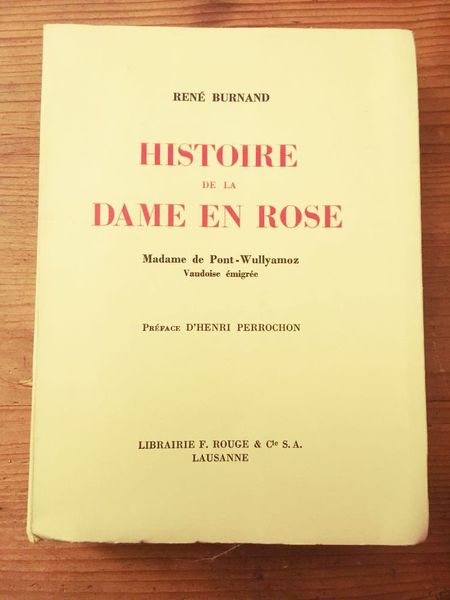 RENÉ BURNAND
HISTOIRE
DE LA
DAME EN ROSE
Madame de Pont-Wullyamoz
Vaudoise émigrée
PRÉFACE D'HENRI PERROCHON
LIBRAIRIE F. ROUGE & Cie S. A.
LAUSANNE